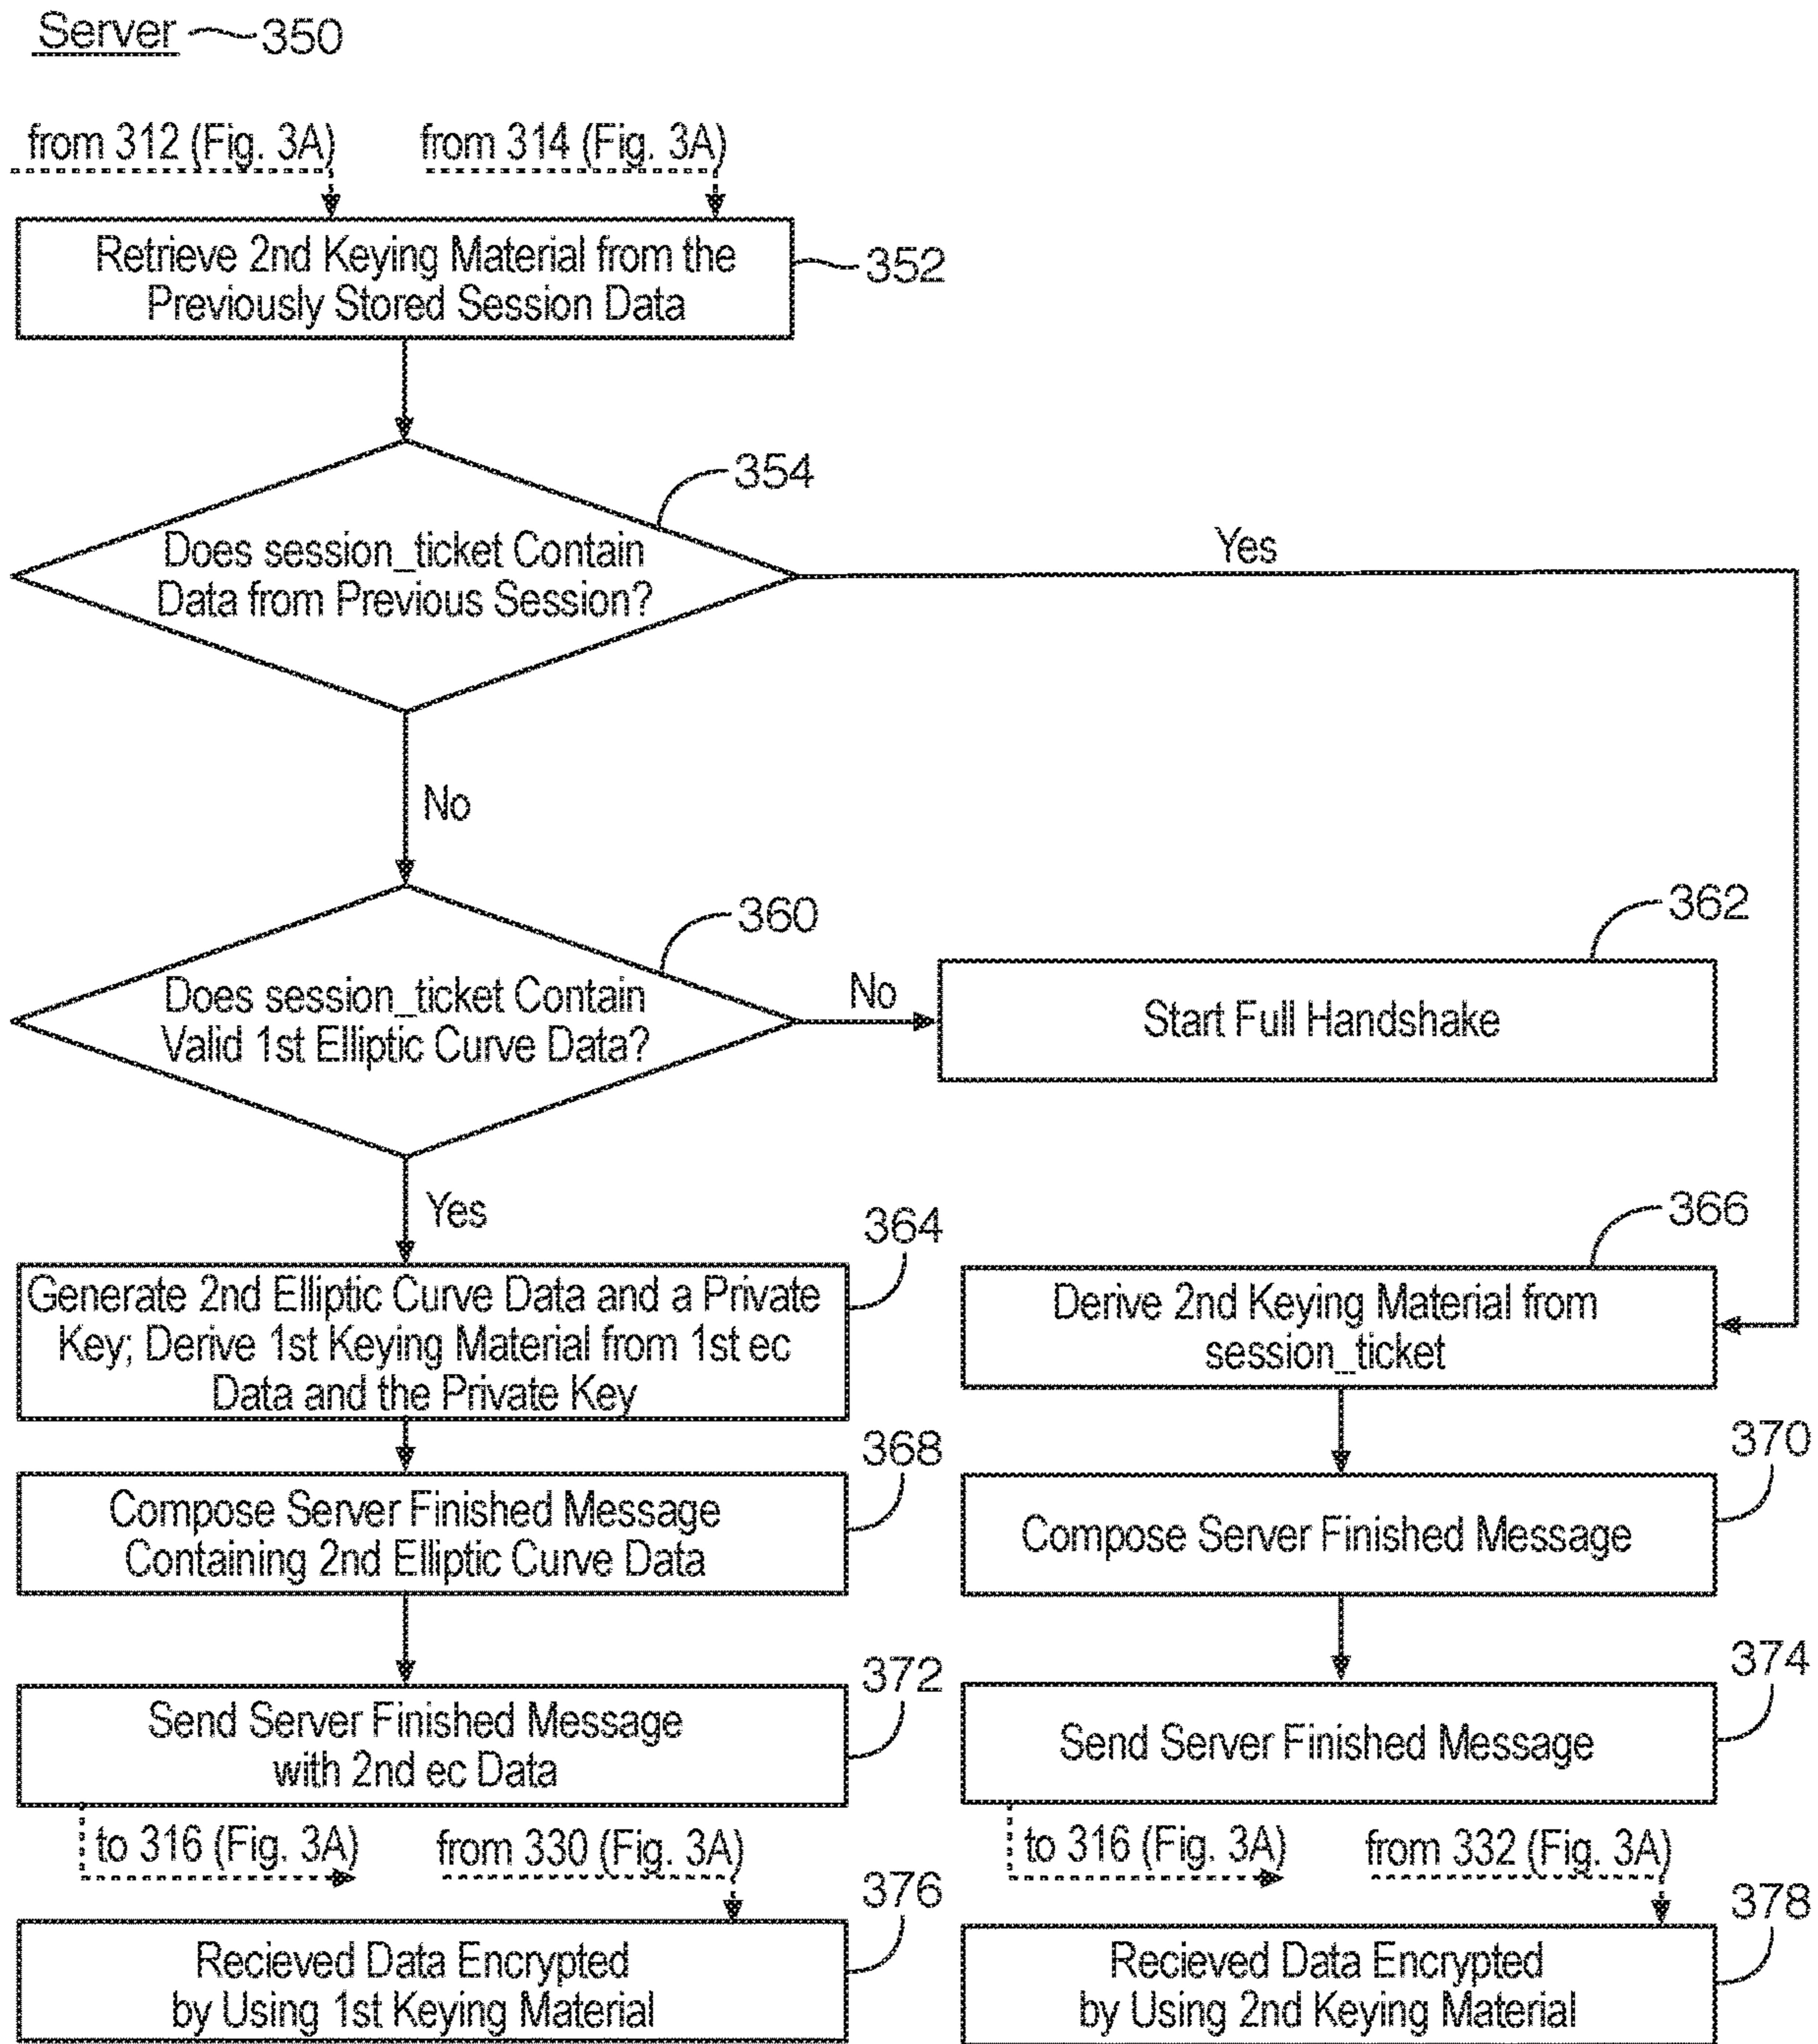 Server 350
from 312 (Fig. 3A) from 314 (Fig. 3A)
Retrieve 2nd Keying Material from the
Previously Stored Session Data
352
354
Does session_ticket Contain
Data from Previous Session?
Yes
No
360
Does session_ticket Contain
Valid 1st Elliptic Curve Data?
No
362
Start Full Handshake
Yes
364
Generate 2nd Elliptic Curve Data and a Private
Key; Derive 1st Keying Material from 1st ec
Data and the Private Key
366
Derive 2nd Keying Material from
session_ticket
368
Compose Server Finished Message
Containing 2nd Elliptic Curve Data
370
Compose Server Finished Message
372
Send Server Finished Message
with 2nd ec Data
374
Send Server Finished Message
to 316 (Fig. 3A) from 330 (Fig. 3A)
to 316 (Fig. 3A) from 332 (Fig. 3A)
376
Recieved Data Encrypted
by Using 1st Keying Material
378
Recieved Data Encrypted
by Using 2nd Keying Material